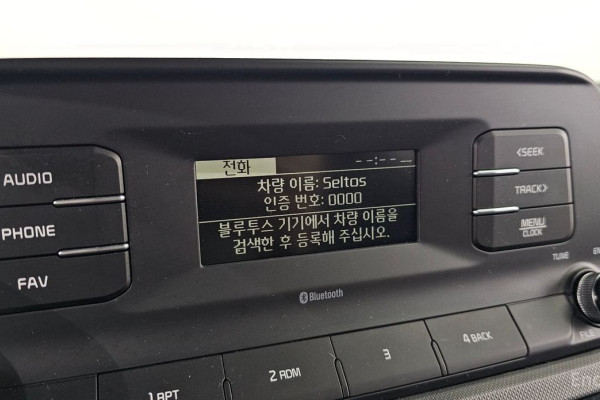 전화 --:-- --
차량 이름: Seltos
인증 번호: 0000
블루투스 기기에서 차량 이름을
검색한 후 등록해 주십시오.
AUDIO
PHONE
FAV
<SEEK
TRACK>
MENU
CLOCK
TUNE
Bluetooth
1 RPT
2 RDM
3
4 BACK